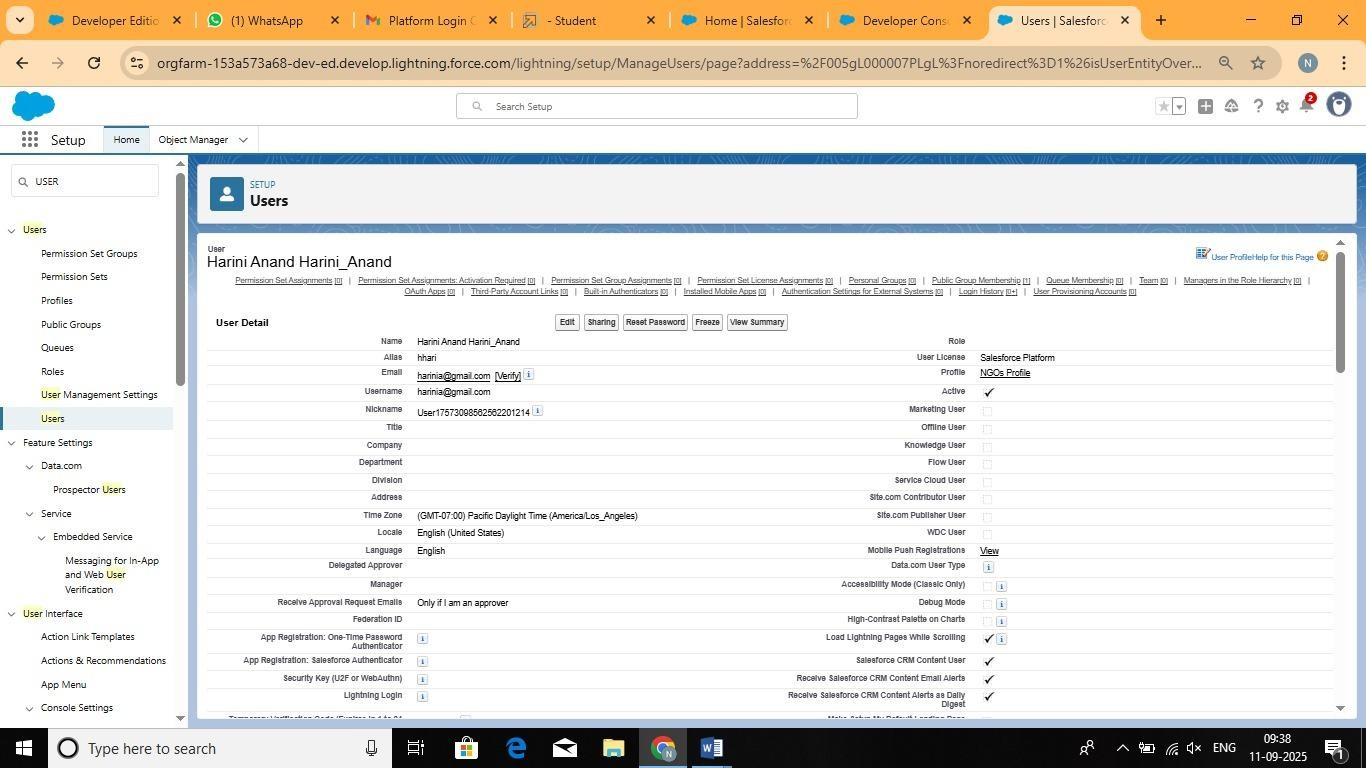 Developer Editio
(1) WhatsApp
Platform Login C
- Student
Home | Salesforc
Developer Cons
Users | Salesforc
orgfarm-153a573a68-dev-ed.develop.lightning.force.com/lightning/setup/ManageUsers/page?address=%2F005gL000007PLgL%3Fnoredirect%3D1%26isUserEntityOver...
N
Search Setup
2
Setup
Home
Object Manager
USER
Users
Permission Set Groups
Permission Sets
Profiles
Public Groups
Queues
Roles
User Management Settings
Users
Feature Settings
Data.com
Prospector Users
Service
Embedded Service
Messaging for In-App
and Web User
Verification
User Interface
Action Link Templates
Actions & Recommendations
App Menu
Console Settings
SETUP
Users
User
Harini Anand Harini_Anand
User Profile Help for this Page
Permission Set Assignments [0] | Permission Set Assignments: Activation Required [0] | Permission Set Group Assignments [0] | Permission Set License Assignments [0] | Personal Groups [0] | Public Group Membership [1] | Queue Membership [0] | Team [0] | Managers in the Role Hierarchy [0] |
OAuth Apps [0] | Third-Party Account Links [0] | Built-in Authenticators [0] | Installed Mobile Apps [0] | Authentication Settings for External Systems [0] | Login History [0+] | User Provisioning Accounts [0]
User Detail
Edit Sharing Reset Password Freeze View Summary
Name Harini Anand Harini_Anand
Role
Alias hhari
User License Salesforce Platform
Email harinia@gmail.com [Verify] i
Profile NGOs Profile
Username harinia@gmail.com
Active ✓
Nickname User17573098562562201214 i
Marketing User
Title
Offline User
Company
Knowledge User
Department
Flow User
Division
Service Cloud User
Address
Site.com Contributor User
Time Zone (GMT-07:00) Pacific Daylight Time (America/Los_Angeles)
Site.com Publisher User
Locale English (United States)
WDC User
Language English
Mobile Push Registrations View
Delegated Approver
Data.com User Type i
Manager
Accessibility Mode (Classic Only) i
Receive Approval Request Emails Only if I am an approver
Debug Mode i
Federation ID
High-Contrast Palette on Charts i
App Registration: One-Time Password
Authenticator i
Load Lightning Pages While Scrolling ✓ i
App Registration: Salesforce Authenticator i
Salesforce CRM Content User ✓
Security Key (U2F or WebAuthn) i
Receive Salesforce CRM Content Email Alerts ✓
Lightning Login i
Receive Salesforce CRM Content Alerts as Daily
Digest ✓
Type here to search
ENG
09:38
11-09-2025
1